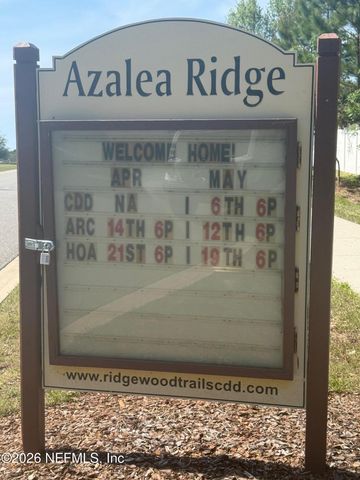 Azalea Ridge
WELCOME HOME!
APR MAY
CDD NA | 6TH 6P
ARC 14TH 6P | 12TH 6P
HOA 21ST 6P | 19TH 6P
www.ridgewoodtrailscdd.com
© 2026 NEFMLS, Inc